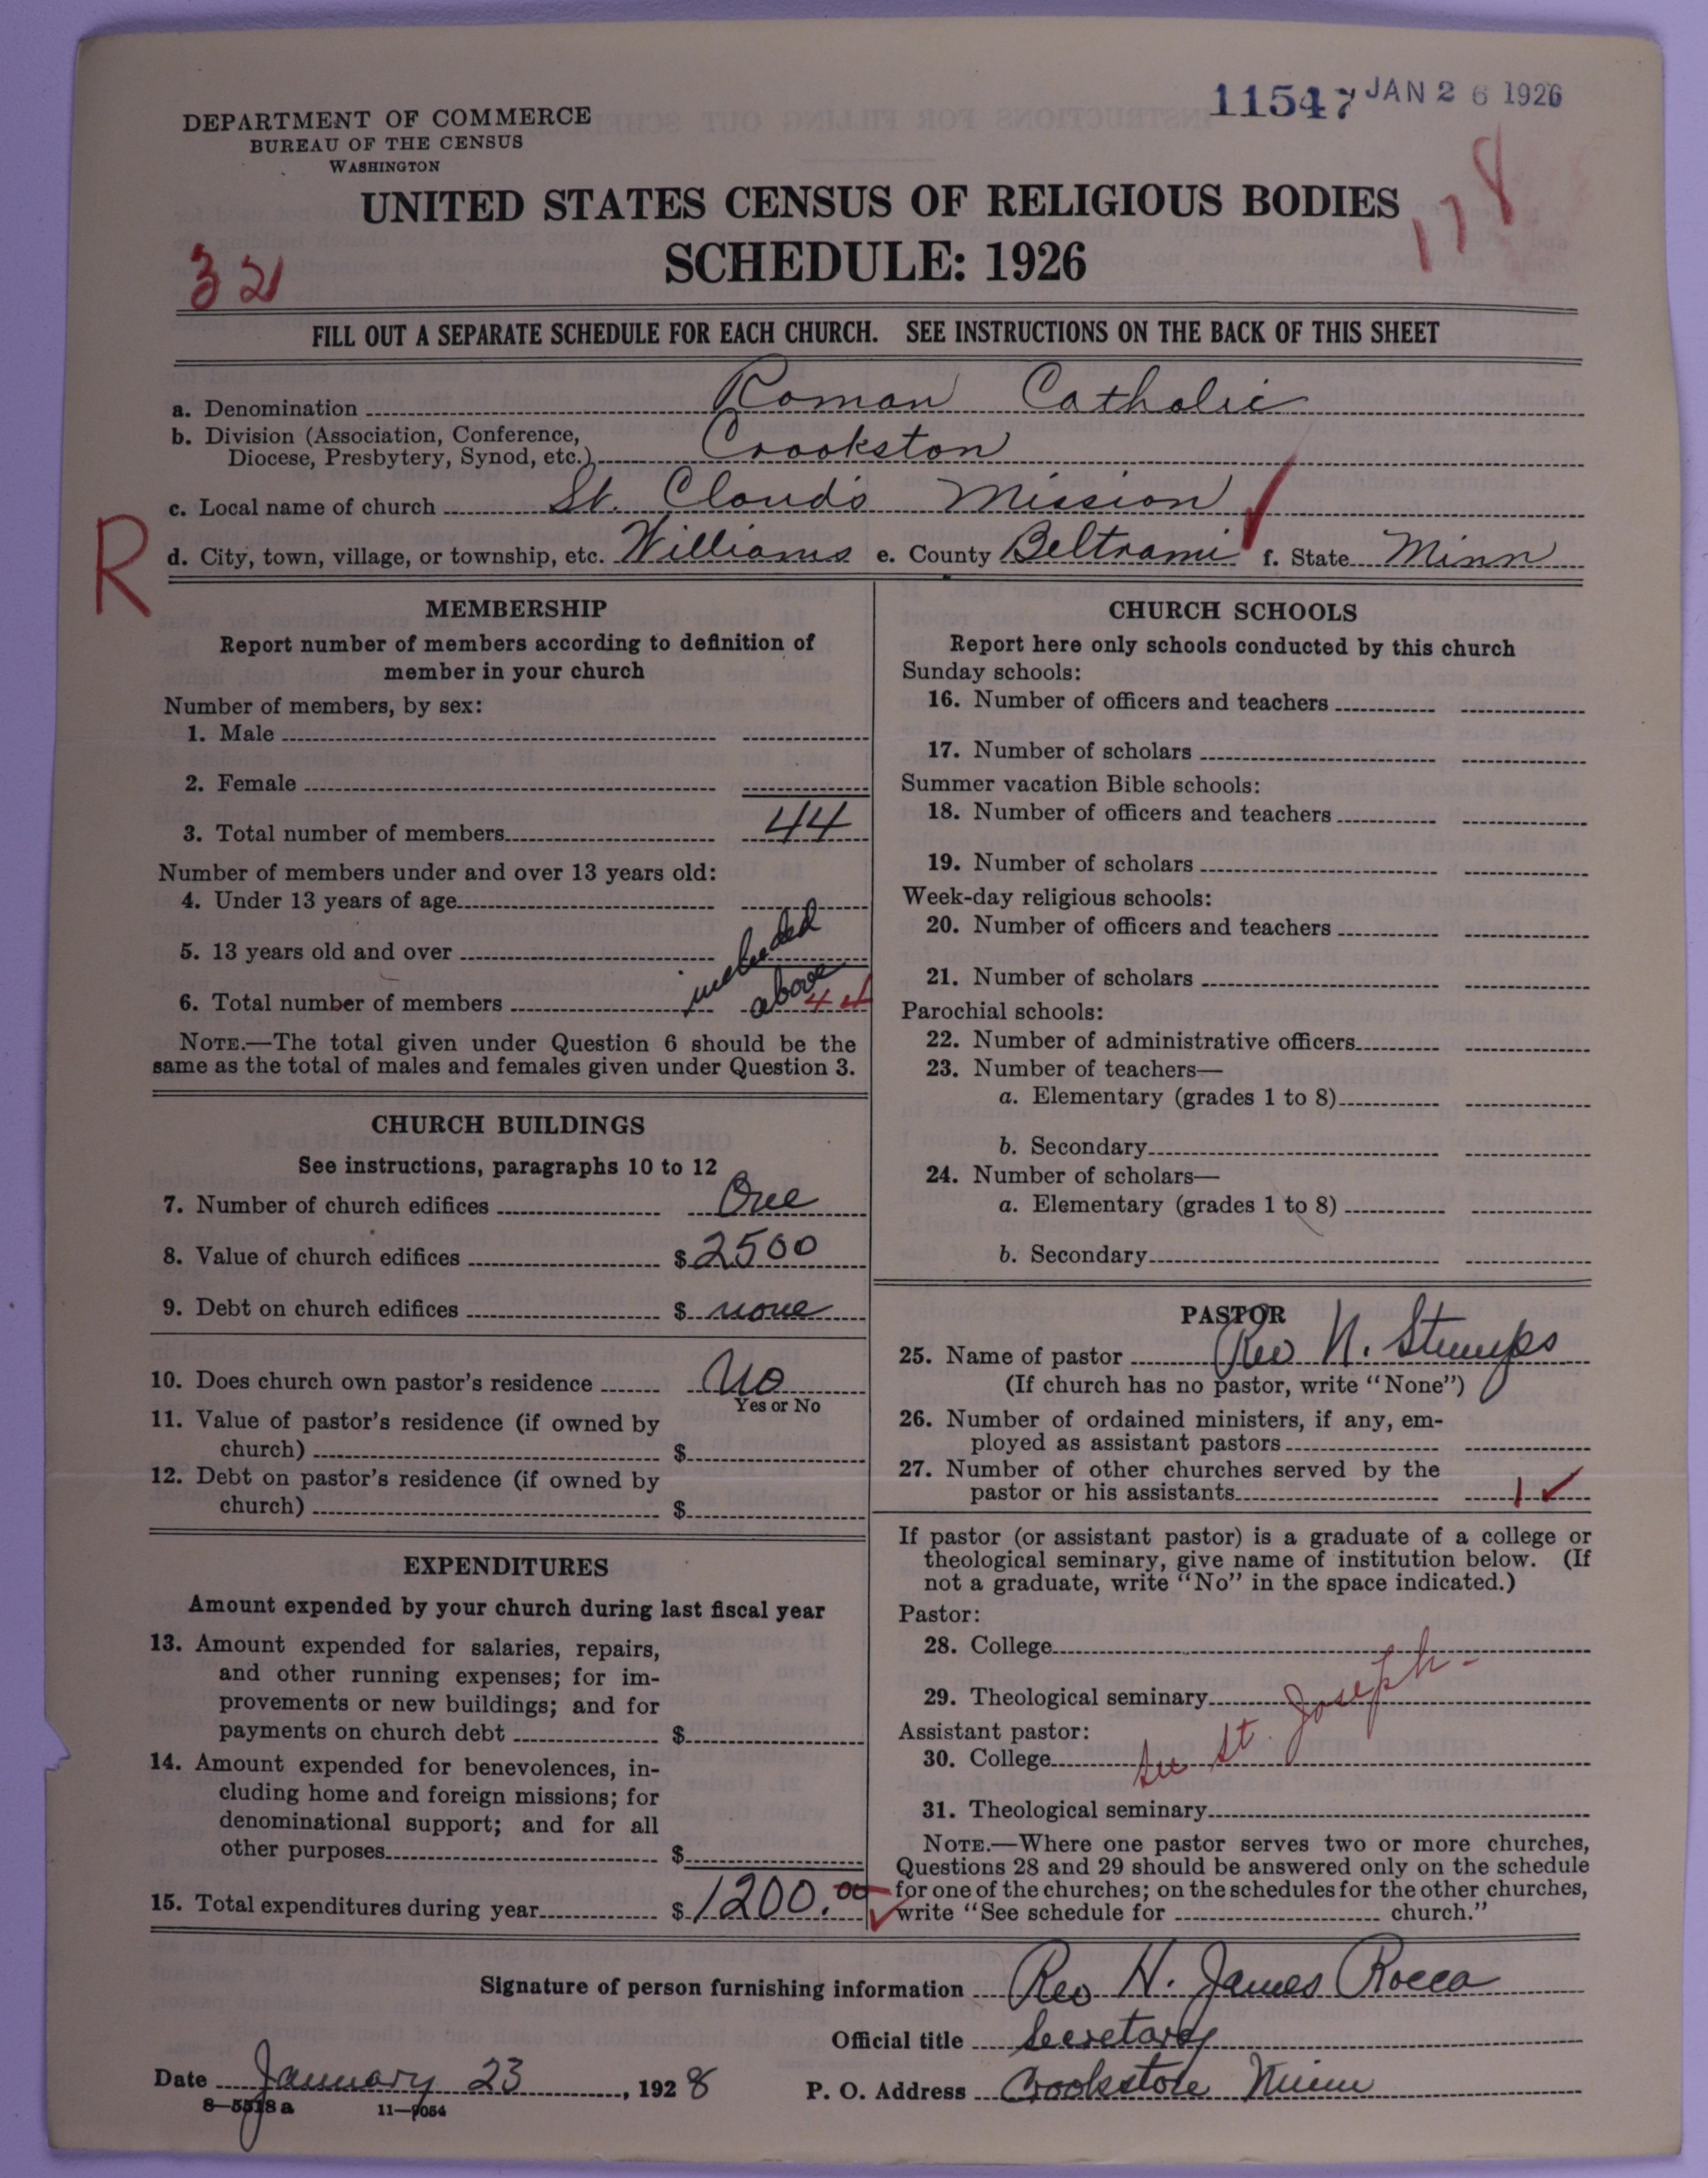 11547 JAN 26 1926
DEPARTMENT OF COMMERCE
BUREAU OF THE CENSUS
WASHINGTON
UNITED STATES CENSUS OF RELIGIOUS BODIES
178
SCHEDULE: 1926
32
FILL OUT A SEPARATE SCHEDULE FOR EACH CHURCH. SEE INSTRUCTIONS ON THE BACK OF THIS SHEET
a. Denomination Roman Catholic
b. Division (Association, Conference,
Diocese, Presbytery, Synod, etc.) Crookston
c. Local name of church St. Cloud's Mission
R
d. City, town, village, or township, etc. Williams e. County Beltrami f. State Minn
MEMBERSHIP
Report number of members according to definition of
member in your church
Number of members, by sex:
1. Male
2. Female
3. Total number of members 44
Number of members under and over 13 years old:
4. Under 13 years of age
5. 13 years old and over included
6. Total number of members above 44
NOTE.—The total given under Question 6 should be the
same as the total of males and females given under Question 3.
CHURCH BUILDINGS
See instructions, paragraphs 10 to 12
7. Number of church edifices One
8. Value of church edifices $ 2500
9. Debt on church edifices $ none
10. Does church own pastor's residence No
Yes or No
11. Value of pastor's residence (if owned by
church) $
12. Debt on pastor's residence (if owned by
church) $
EXPENDITURES
Amount expended by your church during last fiscal year
13. Amount expended for salaries, repairs,
and other running expenses; for im-
provements or new buildings; and for
payments on church debt $
14. Amount expended for benevolences, in-
cluding home and foreign missions; for
denominational support; and for all
other purposes $
15. Total expenditures during year $ 1200.00
CHURCH SCHOOLS
Report here only schools conducted by this church
Sunday schools:
16. Number of officers and teachers
17. Number of scholars
Summer vacation Bible schools:
18. Number of officers and teachers
19. Number of scholars
Week-day religious schools:
20. Number of officers and teachers
21. Number of scholars
Parochial schools:
22. Number of administrative officers
23. Number of teachers—
a. Elementary (grades 1 to 8)
b. Secondary
24. Number of scholars—
a. Elementary (grades 1 to 8)
b. Secondary
PASTOR
25. Name of pastor Rev N. Stumps
(If church has no pastor, write "None")
26. Number of ordained ministers, if any, em-
ployed as assistant pastors
27. Number of other churches served by the
pastor or his assistants 1 ✓
If pastor (or assistant pastor) is a graduate of a college or
theological seminary, give name of institution below. (If
not a graduate, write "No" in the space indicated.)
Pastor:
28. College
29. Theological seminary
Assistant pastor:
30. College See St. Joseph-
31. Theological seminary
NOTE.—Where one pastor serves two or more churches,
Questions 28 and 29 should be answered only on the schedule
for one of the churches; on the schedules for the other churches,
write "See schedule for church."
Signature of person furnishing information Rev H. James Rocca
Official title Secretary
Date January 23, 1928 P. O. Address Crookston Minn
8—5518a 11—9054